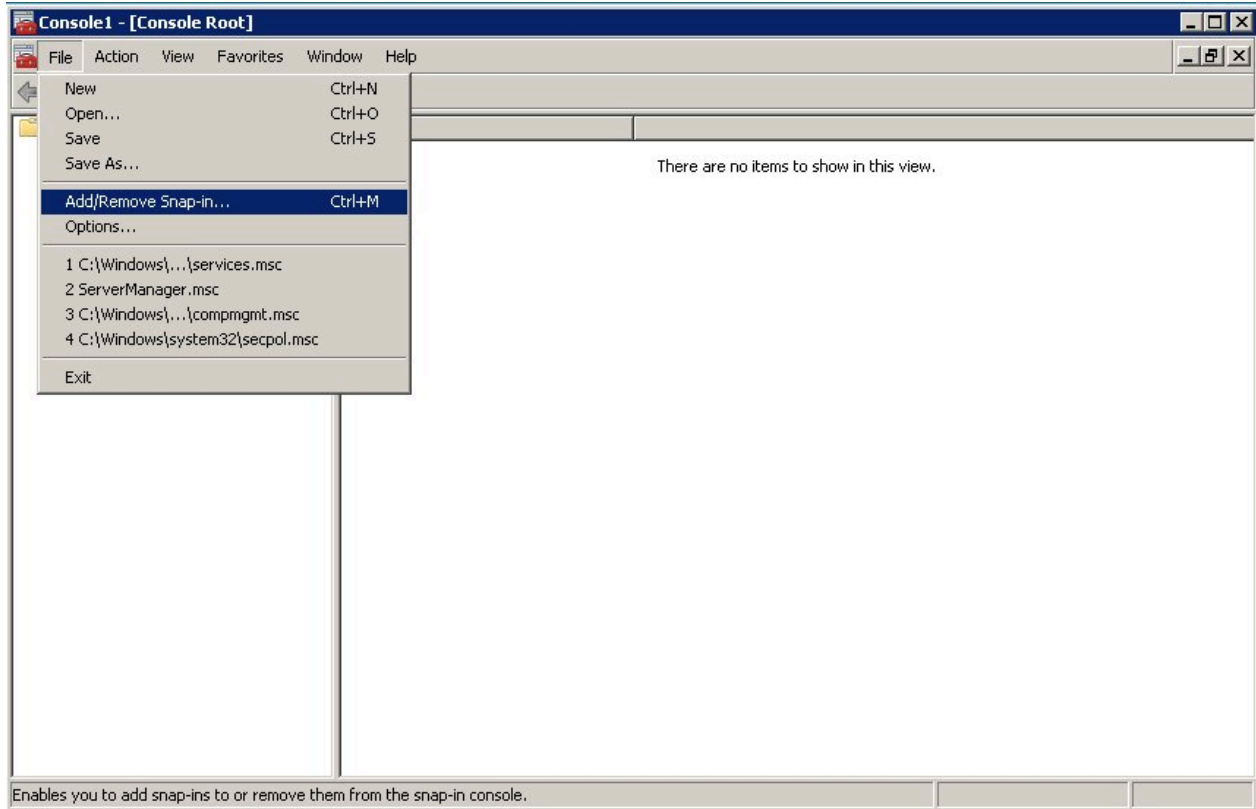 Console1 - [Console Root]
File Action View Favorites Window Help
New Ctrl+N
Open... Ctrl+O
Save Ctrl+S
Save As...
Add/Remove Snap-in... Ctrl+M
Options...
1 C:\Windows\...\services.msc
2 ServerManager.msc
3 C:\Windows\...\compmgmt.msc
4 C:\Windows\system32\secpol.msc
Exit
There are no items to show in this view.
Enables you to add snap-ins to or remove them from the snap-in console.